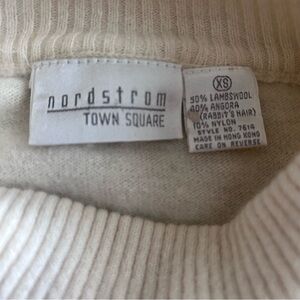 nordstrom
TOWN SQUARE
XS
50% LAMBSWOOL
40% ANGORA
(RABBIT'S HAIR)
10% NYLON
STYLE NO. 7614
MADE IN HONG KONG
CARE ON REVERSE